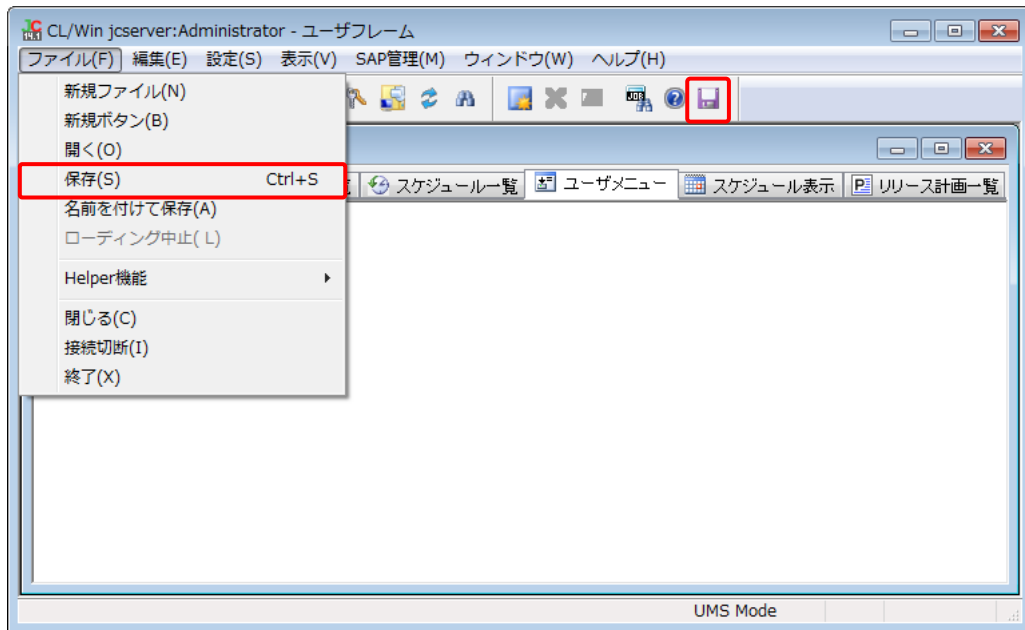 CL/Win jcserver:Administrator - ユーザフレーム
ファイル(F) 編集(E) 設定(S) 表示(V) SAP管理(M) ウィンドウ(W) ヘルプ(H)
新規ファイル(N)
新規ボタン(B)
開く(O)
保存(S) Ctrl+S
スケジュール一覧 ユーザメニュー スケジュール表示 リリース計画一覧
名前を付けて保存(A)
ローディング中止( L)
Helper機能
閉じる(C)
接続切断(I)
終了(X)
UMS Mode